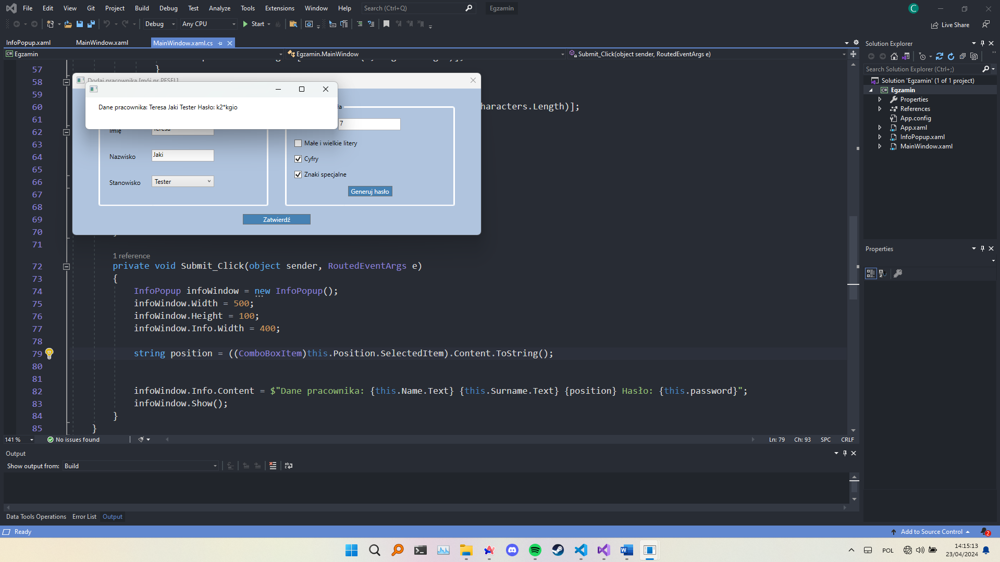 File Edit View Git Project Build Debug Test Analyze Tools Extensions Window Help Search (Ctrl+Q) Egzamin C
Debug Any CPU Start Live Share
InfoPopup.xaml MainWindow.xaml MainWindow.xaml.cs
Egzamin Egzamin.MainWindow Submit_Click(object sender, RoutedEventArgs e)
57 }
58
59
60 haracters.Length)];
61
62
63
64
65
66
67
68
69
70
71
Dodaj pracownika [mój nr PESEL]
Dane pracownika: Teresa Jaki Tester Hasło: k2*kgio
Imię Teresa
Nazwisko Jaki
Stanowisko Tester
ła
7
Małe i wielkie litery
Cyfry
Znaki specjalne
Generuj hasło
Zatwierdź
1 reference
72 private void Submit_Click(object sender, RoutedEventArgs e)
73 {
74 InfoPopup infoWindow = new InfoPopup();
75 infoWindow.Width = 500;
76 infoWindow.Height = 100;
77 infoWindow.Info.Width = 400;
78
79 string position = ((ComboBoxItem)this.Position.SelectedItem).Content.ToString();
80
81
82 infoWindow.Info.Content = $"Dane pracownika: {this.Name.Text} {this.Surname.Text} {position} Hasło: {this.password}";
83 infoWindow.Show();
84 }
85 }
141 % No issues found Ln: 79 Ch: 93 SPC CRLF
Output
Show output from: Build
Data Tools Operations Error List Output
Ready Add to Source Control 2
Solution Explorer
Search Solution Explorer (Ctrl+;)
Solution 'Egzamin' (1 of 1 project)
Egzamin
Properties
References
App.config
App.xaml
InfoPopup.xaml
MainWindow.xaml
Properties
POL 14:15:13
23/04/2024